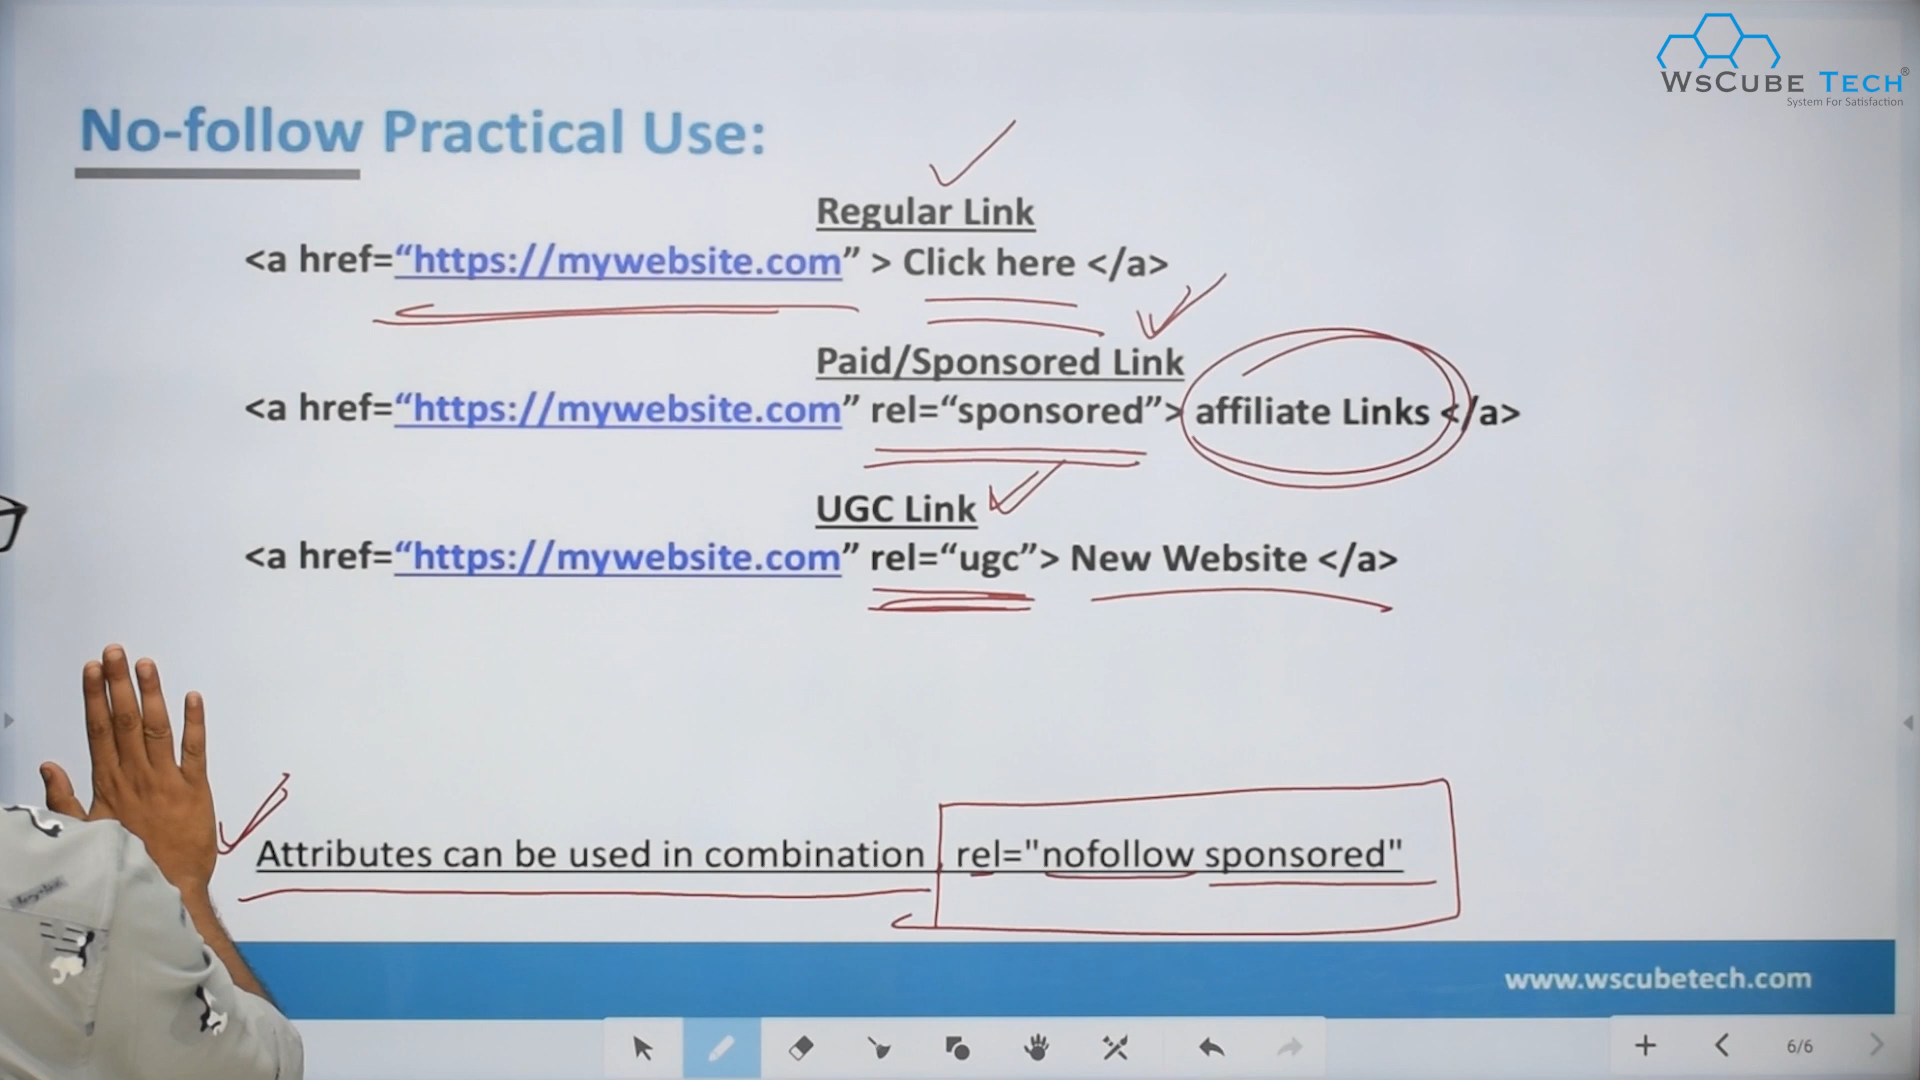 WsCube Tech®
System For Satisfaction
No-follow Practical Use:
Regular Link
<a href=“https://mywebsite.com” > Click here </a>
Paid/Sponsored Link
<a href=“https://mywebsite.com” rel=“sponsored”> affiliate Links </a>
UGC Link
<a href=“https://mywebsite.com” rel=“ugc”> New Website </a>
Attributes can be used in combination rel="nofollow sponsored"
www.wscubetech.com
6/6